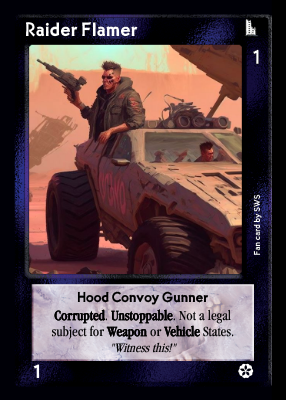 Raider Flamer
1
Fan card by SWS
Hood Convoy Gunner
Corrupted. Unstoppable. Not a legal
subject for Weapon or Vehicle States.
"Witness this!"
1